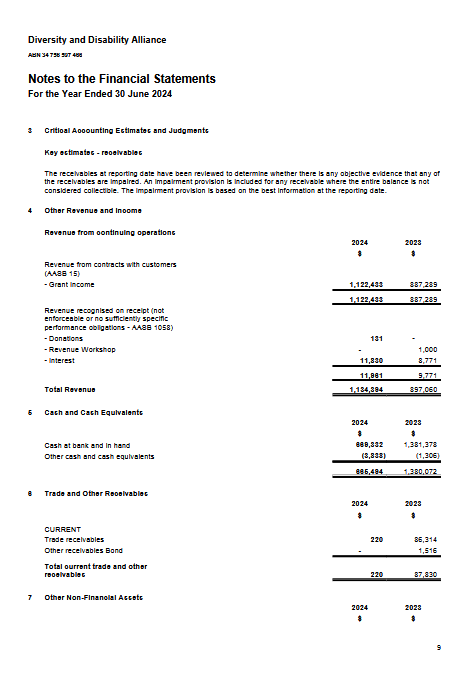 Diversity and Disability Alliance
ABN 34 756 597 466
Notes to the Financial Statements
For the Year Ended 30 June 2024
3 Critical Accounting Estimates and Judgments
Key estimates - receivables
The receivables at reporting date have been reviewed to determine whether there is any objective evidence that any of
the receivables are impaired. An impairment provision is included for any receivable where the entire balance is not
considered collectible. The impairment provision is based on the best information at the reporting date.
4 Other Revenue and Income
Revenue from continuing operations
2024 2023
$ $
Revenue from contracts with customers
(AASB 15)
- Grant income 1,122,433 887,289
1,122,433 887,289
Revenue recognised on receipt (not
enforceable or no sufficiently specific
performance obligations - AASB 1058)
- Donations 131 -
- Revenue Workshop - 1,000
- Interest 11,830 8,771
11,961 9,771
Total Revenue 1,134,394 897,060
5 Cash and Cash Equivalents
2024 2023
$ $
Cash at bank and in hand 669,332 1,381,378
Other cash and cash equivalents (3,838) (1,306)
665,494 1,380,072
6 Trade and Other Receivables
2024 2023
$ $
CURRENT
Trade receivables 220 86,314
Other receivables Bond - 1,516
Total current trade and other
receivables 220 87,830
7 Other Non-Financial Assets
2024 2023
$ $
9